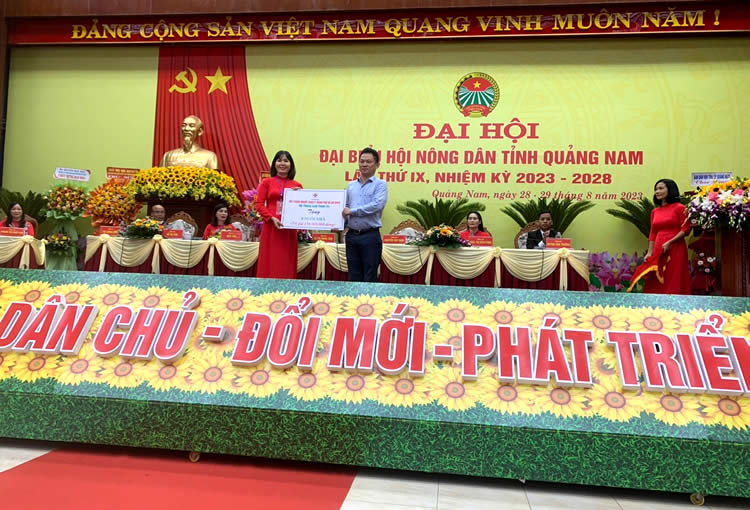 ĐẢNG CỘNG SẢN VIỆT NAM QUANG VINH MUÔN NĂM!
ĐẠI HỘI
ĐẠI BIỂU HỘI NÔNG DÂN TỈNH QUẢNG NAM
LẦN THỨ IX, NHIỆM KỲ 2023 - 2028
Quảng Nam, ngày 28 - 29 tháng 8 năm 2023
Tặng
DÂN CHỦ - ĐỔI MỚI - PHÁT TRIỂ